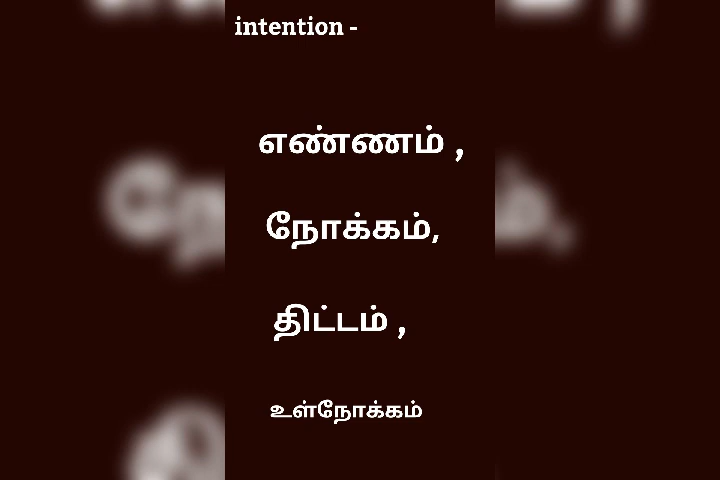 intention -
எண்ணம் ,
நோக்கம்,
திட்டம் ,
உள்நோக்கம்